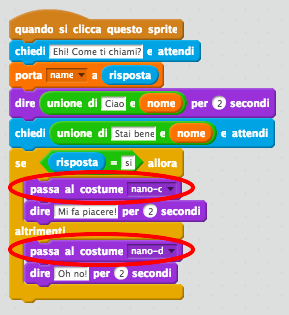 quando si clicca questo sprite
chiedi Ehi! Come ti chiami? e attendi
porta name a risposta
dire unione di Ciao e nome per 2 secondi
chiedi unione di Stai bene e nome e attendi
se risposta = si allora
passa al costume nano-c
dire Mi fa piacere! per 2 secondi
altrimenti
passa al costume nano-d
dire Oh no! per 2 secondi